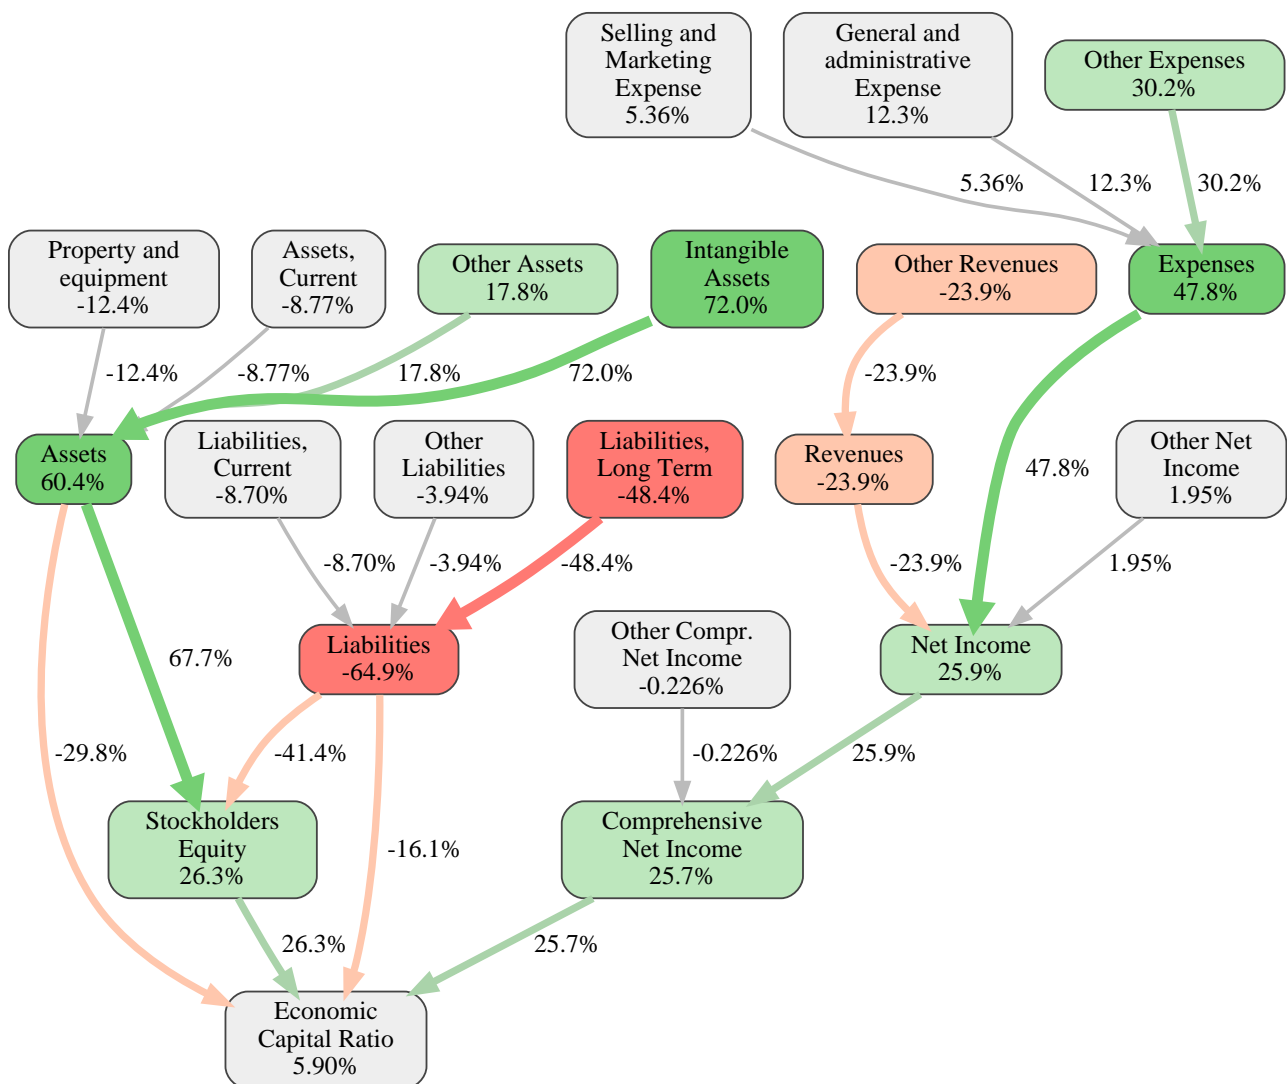 Selling and
Marketing
Expense
5.36%
General and
administrative
Expense
12.3%
Other Expenses
30.2%
5.36%
12.3%
30.2%
Property and
equipment
-12.4%
Assets,
Current
-8.77%
Other Assets
17.8%
Intangible
Assets
72.0%
Other Revenues
-23.9%
Expenses
47.8%
-12.4%
-8.77%
17.8%
72.0%
-23.9%
Assets
60.4%
Liabilities,
Current
-8.70%
Other
Liabilities
-3.94%
Liabilities,
Long Term
-48.4%
Revenues
-23.9%
47.8%
Other Net
Income
1.95%
-8.70%
-3.94%
-48.4%
-23.9%
1.95%
67.7%
Liabilities
-64.9%
Other Compr.
Net Income
-0.226%
Net Income
25.9%
-29.8%
-41.4%
-0.226%
25.9%
Stockholders
Equity
26.3%
-16.1%
Comprehensive
Net Income
25.7%
26.3%
25.7%
Economic
Capital Ratio
5.90%